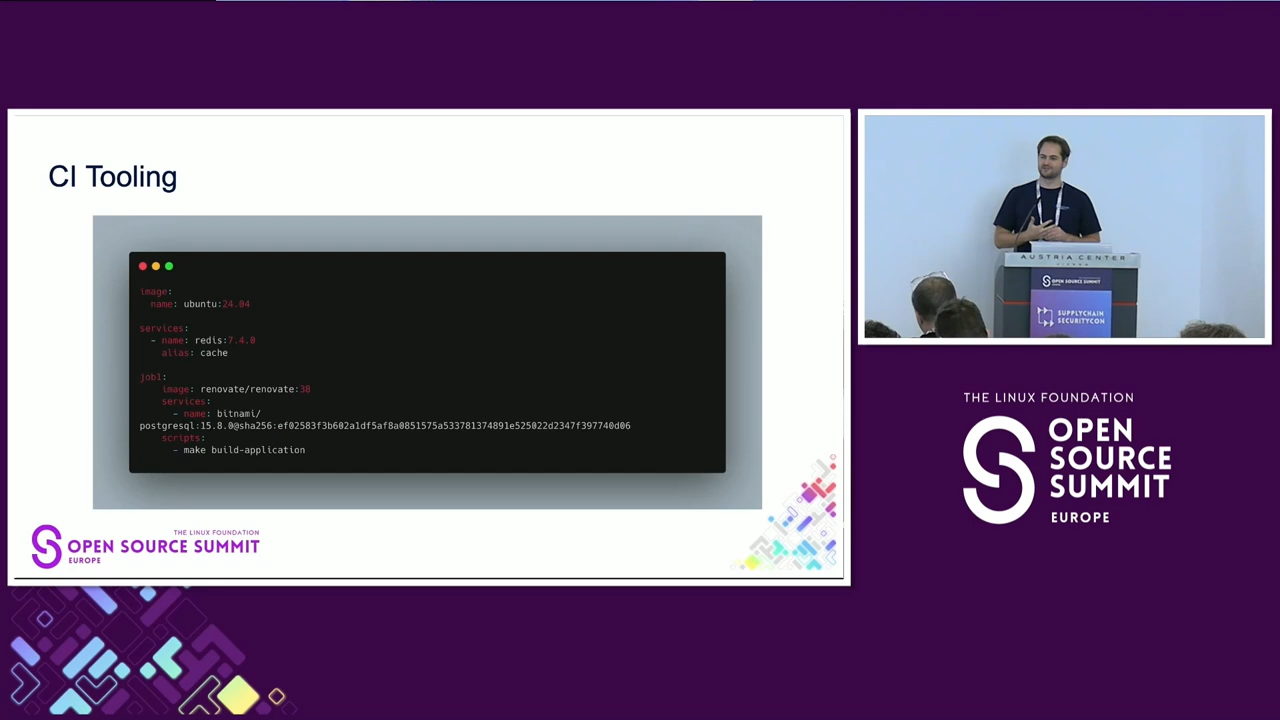 CI Tooling
image:
name: ubuntu:24.04
services:
- name: redis:7.4.0
alias: cache
job1:
image: renovate/renovate:38
services:
- name: bitnami/
postgresql:15.8.0@sha256:ef02583f3b602a1df5af8a0851575a533781374891e525022d2347f397740d06
scripts:
- make build-application
THE LINUX FOUNDATION
OPEN SOURCE SUMMIT
EUROPE
AUSTRIA CENTER
OPEN SOURCE SUMMIT
SUPPLYCHAIN
SECURITYCON
THE LINUX FOUNDATION
OPEN
SOURCE
SUMMIT
EUROPE